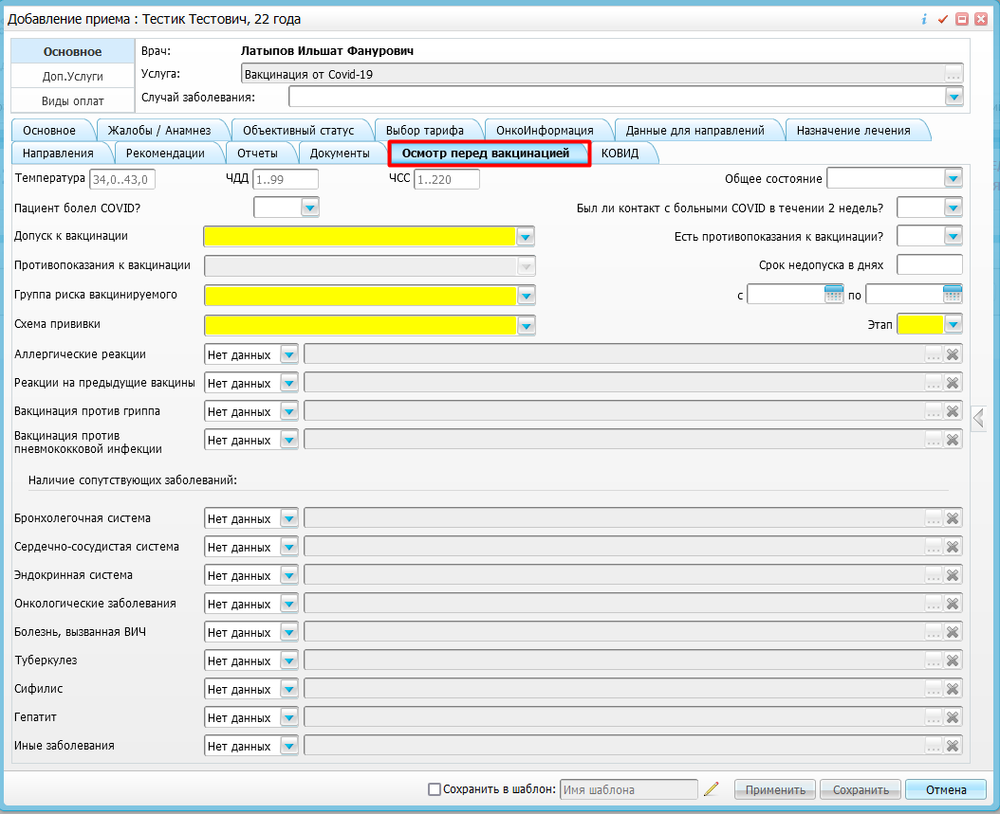 Добавление приема : Тестик Тестович, 22 года
Основное
Врач: Латыпов Ильшат Фанурович
Доп.Услуги
Услуга: Вакцинация от Covid-19 ...
Виды оплат
Случай заболевания:
Основное Жалобы / Анамнез Объективный статус Выбор тарифа ОнкоИнформация Данные для направлений Назначение лечения
Направления Рекомендации Отчеты Документы Осмотр перед вакцинацией КОВИД
Температура 34,0..43,0 ЧДД 1..99 ЧСС 1..220 Общее состояние
Пациент болел COVID? Был ли контакт с больными COVID в течении 2 недель?
Допуск к вакцинации Есть противопоказания к вакцинации?
Противопоказания к вакцинации Срок недопуска в днях
Группа риска вакцинируемого с по
Схема прививки Этап
Аллергические реакции Нет данных ...
Реакции на предыдущие вакцины Нет данных ...
Вакцинация против гриппа Нет данных ...
Вакцинация против
пневмококковой инфекции Нет данных ...
Наличие сопутствующих заболеваний:
Бронхолегочная система Нет данных ...
Сердечно-сосудистая система Нет данных ...
Эндокринная система Нет данных ...
Онкологические заболевания Нет данных ...
Болезнь, вызванная ВИЧ Нет данных ...
Туберкулез Нет данных ...
Сифилис Нет данных ...
Гепатит Нет данных ...
Иные заболевания Нет данных ...
Сохранить в шаблон: Имя шаблона Применить Сохранить Отмена